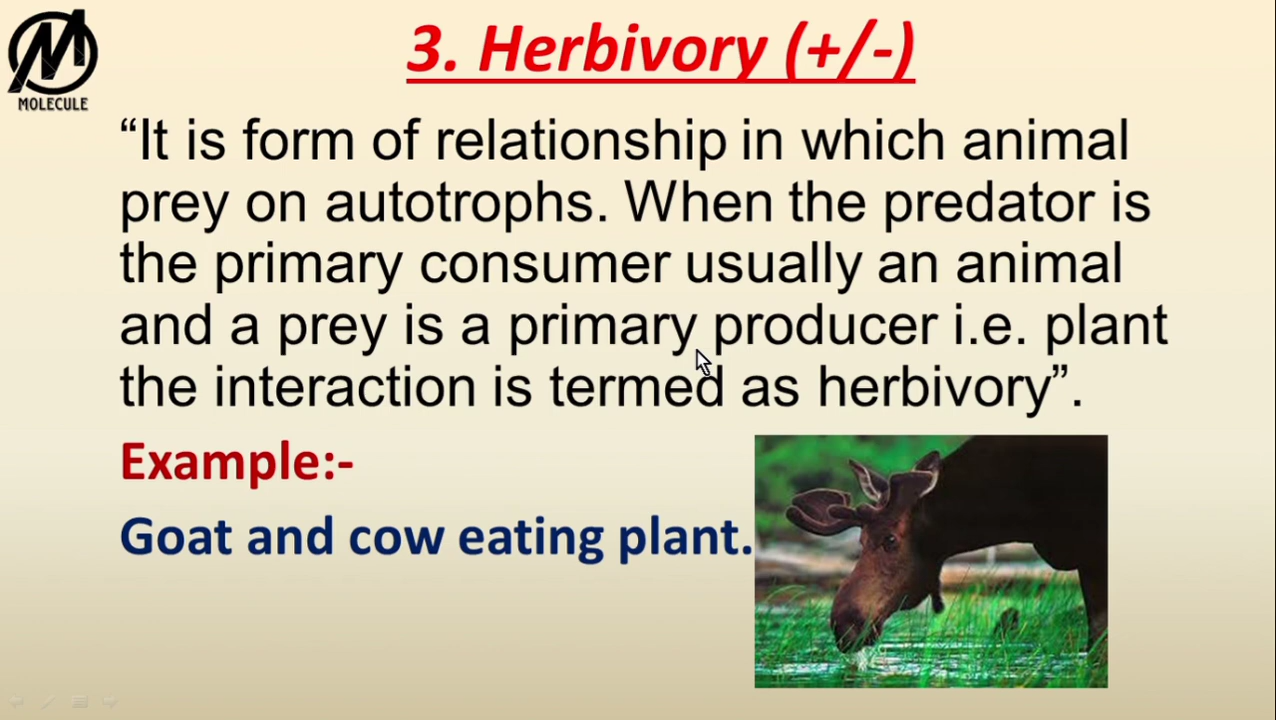 MOLECULE
3. Herbivory (+/-)
“It is form of relationship in which animal
prey on autotrophs. When the predator is
the primary consumer usually an animal
and a prey is a primary producer i.e. plant
the interaction is termed as herbivory”.
Example:-
Goat and cow eating plant.